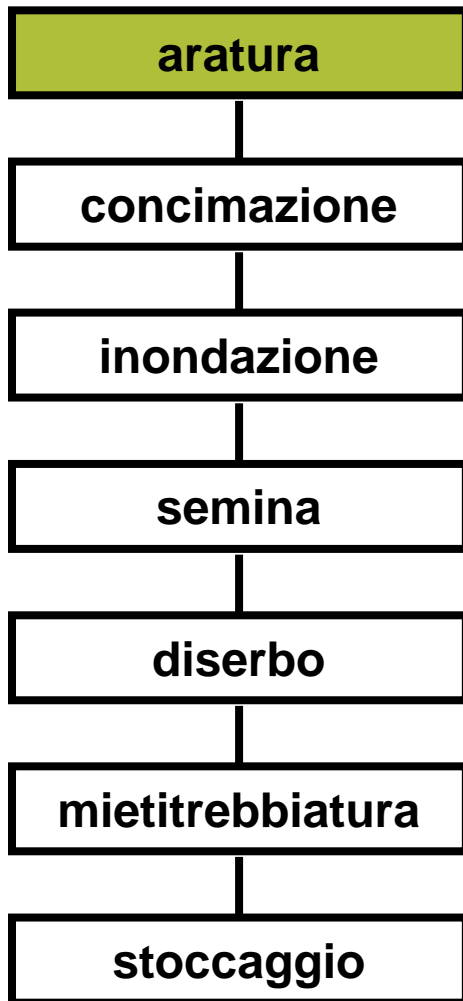 aratura
concimazione
inondazione
semina
diserbo
mietitrebbiatura
stoccaggio